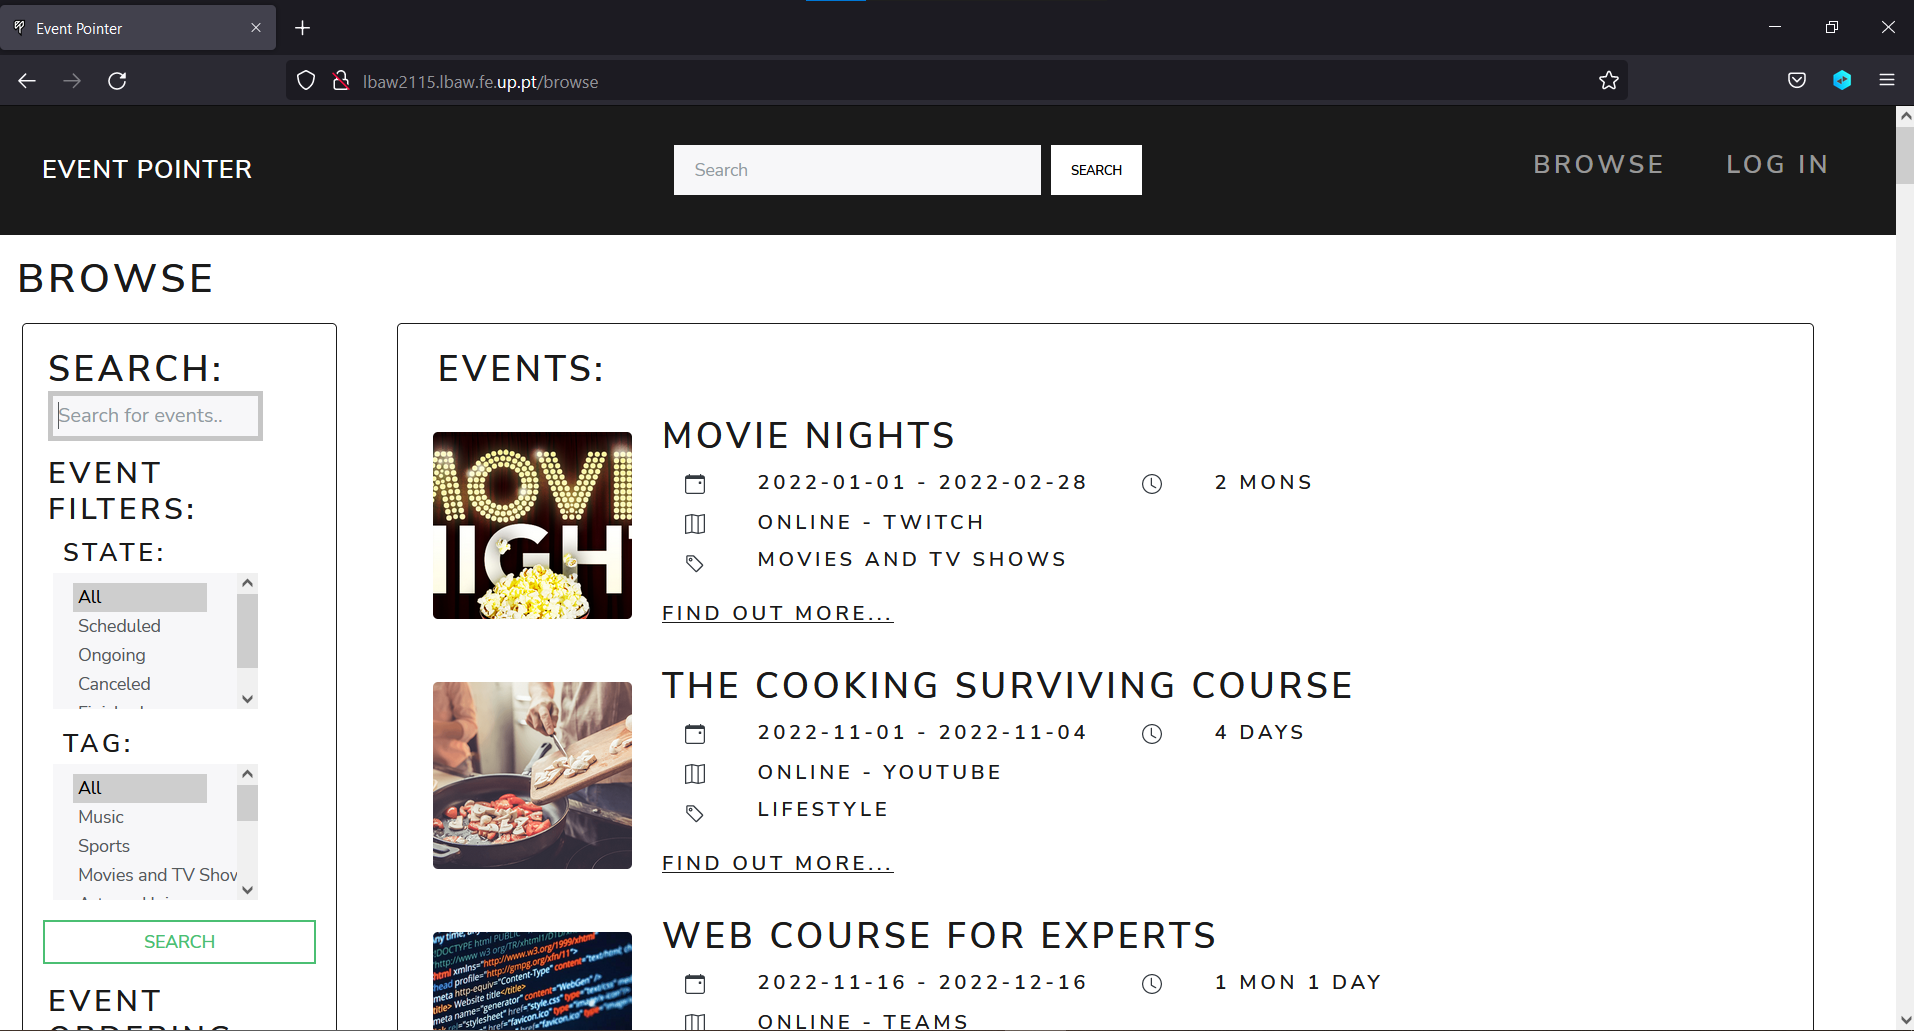 Event Pointer
lbaw2115.lbaw.fe.up.pt/browse
EVENT POINTER
Search
SEARCH
BROWSE
LOG IN
BROWSE
SEARCH:
Search for events..
EVENT
FILTERS:
STATE:
All
Scheduled
Ongoing
Canceled
TAG:
All
Music
Sports
Movies and TV Show
SEARCH
EVENT
ORDERING
EVENTS:
MOVIE NIGHTS
2022-01-01 - 2022-02-28
2 MONS
ONLINE - TWITCH
MOVIES AND TV SHOWS
FIND OUT MORE...
MOVI
NIGHT
THE COOKING SURVIVING COURSE
2022-11-01 - 2022-11-04
4 DAYS
ONLINE - YOUTUBE
LIFESTYLE
FIND OUT MORE...
WEB COURSE FOR EXPERTS
2022-11-16 - 2022-12-16
1 MON 1 DAY
ONLINE - TEAMS